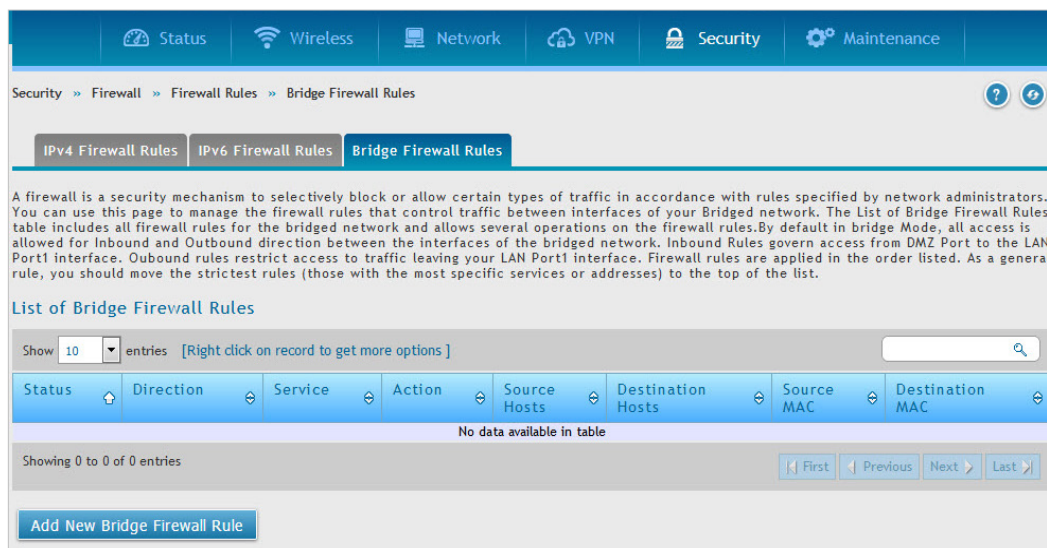 Status Wireless Network VPN Security Maintenance
Security » Firewall » Firewall Rules » Bridge Firewall Rules
IPv4 Firewall Rules IPv6 Firewall Rules Bridge Firewall Rules
A firewall is a security mechanism to selectively block or allow certain types of traffic in accordance with rules specified by network administrators.
You can use this page to manage the firewall rules that control traffic between interfaces of your Bridged network. The List of Bridge Firewall Rules
table includes all firewall rules for the bridged network and allows several operations on the firewall rules.By default in bridge Mode, all access is
allowed for Inbound and Outbound direction between the interfaces of the bridged network. Inbound Rules govern access from DMZ Port to the LAN
Port1 interface. Oubound rules restrict access to traffic leaving your LAN Port1 interface. Firewall rules are applied in the order listed. As a genera
rule, you should move the strictest rules (those with the most specific services or addresses) to the top of the list.
List of Bridge Firewall Rules
Show 10 entries [Right click on record to get more options ]
Status Direction Service Action Source Hosts Destination Hosts Source MAC Destination MAC
No data available in table
Showing 0 to 0 of 0 entries First Previous Next Last
Add New Bridge Firewall Rule